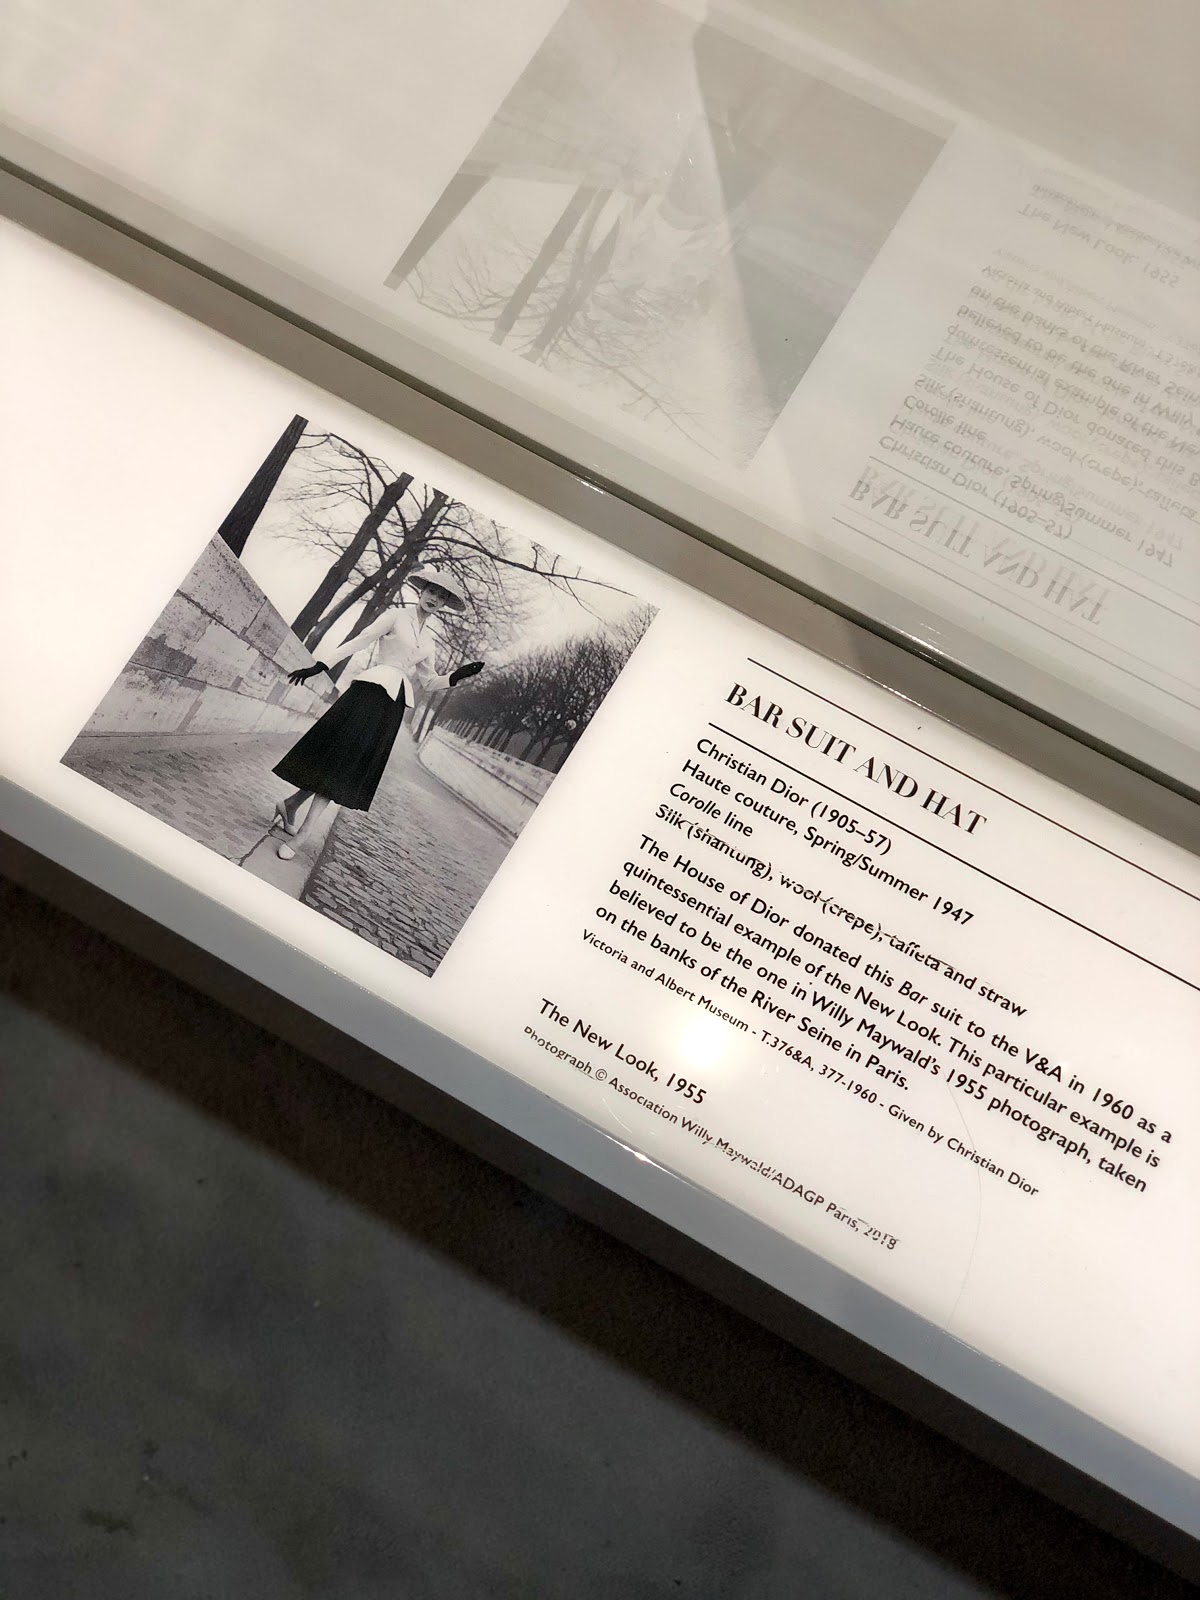 BAR SUIT AND HAT
Christian Dior (1905–57)
Haute couture, Spring/Summer 1947
Corolle line
Silk (shantung), wool (crepe), taffeta and straw
The House of Dior donated this Bar suit to the V&A in 1960 as a
quintessential example of the New Look. This particular example is
believed to be the one in Willy Maywald's 1955 photograph, taken
on the banks of the River Seine in Paris.
Victoria and Albert Museum - T.376&A, 377-1960 - Given by Christian Dior
The New Look, 1955
Photograph © Association Willy Maywald/ADAGP Paris, 2018